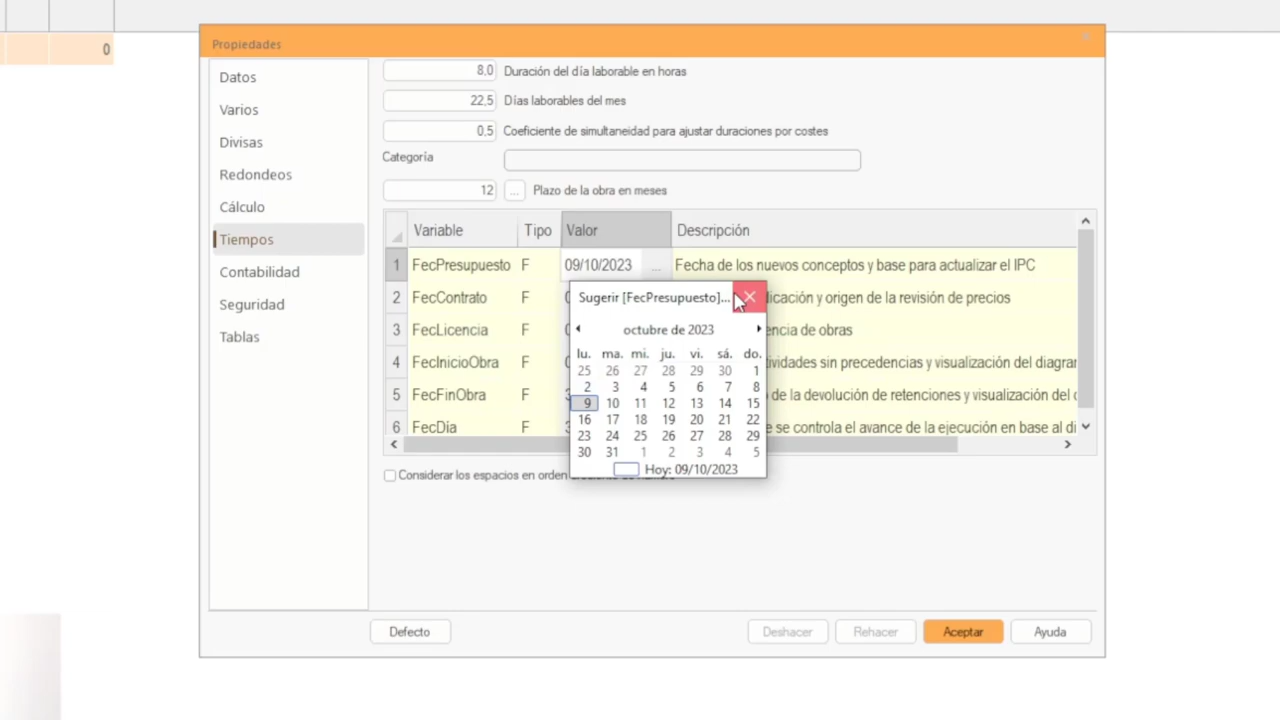 0
Propiedades
Datos
Varios
Divisas
Redondeos
Cálculo
Tiempos
Contabilidad
Seguridad
Tablas
8,0 Duración del día laborable en horas
22,5 Días laborables del mes
0,5 Coeficiente de simultaneidad para ajustar duraciones por costes
Categoría
12 ... Plazo de la obra en meses
Variable Tipo Valor Descripción
1 FecPresupuesto F 09/10/2023 ... Fecha de los nuevos conceptos y base para actualizar el IPC
2 FecContrato F y origen de la revisión de precios
3 FecLicencia F de obras
4 FecInicioObra F sin precedencias y visualización del
5 FecFinObra F de la devolución de retenciones y visualización del
6 FecDía F se controla el avance de la ejecución en base al
Sugerir [FecPresupuesto]...
octubre de 2023
lu. ma. mi. ju. vi. sá. do.
25 26 27 28 29 30 1
2 3 4 5 6 7 8
9 10 11 12 13 14 15
16 17 18 19 20 21 22
23 24 25 26 27 28 29
30 31 1 2 3 4 5
Hoy: 09/10/2023
Considerar los espacios en orden
Defecto Deshacer Rehacer Aceptar Ayuda